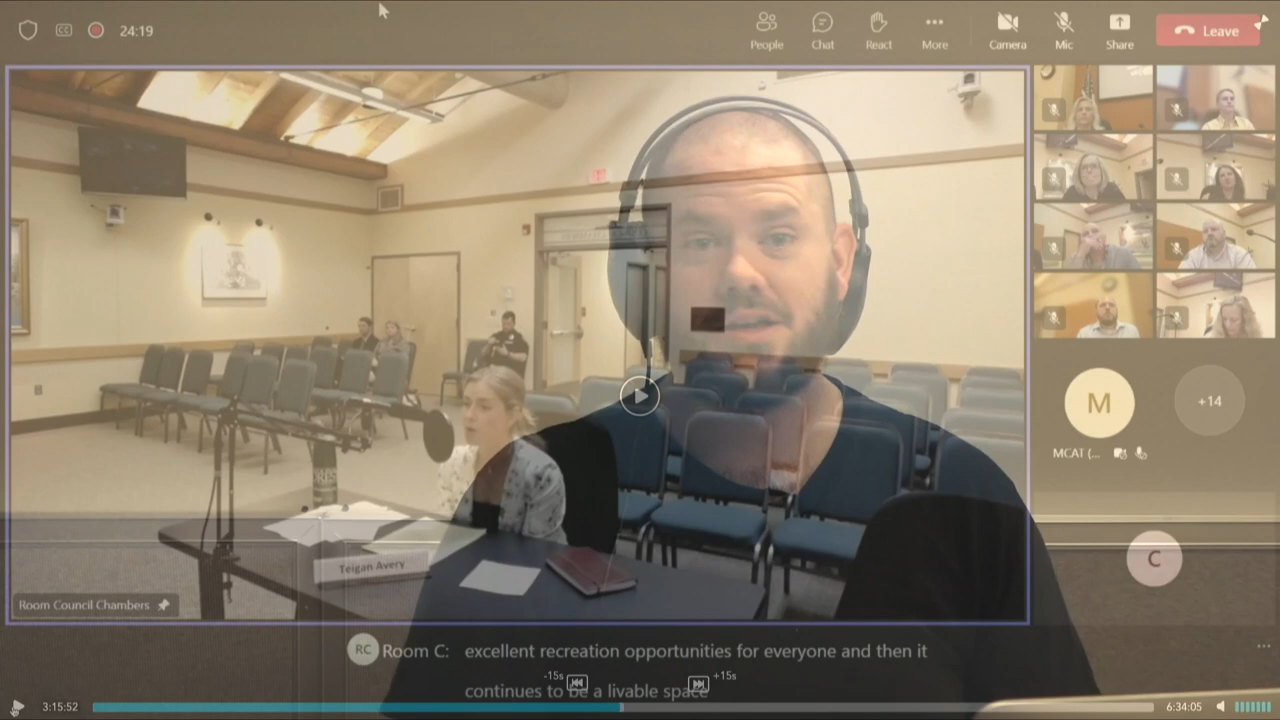 24:19
People
Chat
React
More
Camera
Mic
Share
Leave
Teigan Avery
Room Council Chambers
M
+14
MCAT (...
C
RC
Room C: excellent recreation opportunities for everyone and then it
continues to be a livable space
-15s
+15s
3:15:52
6:34:05